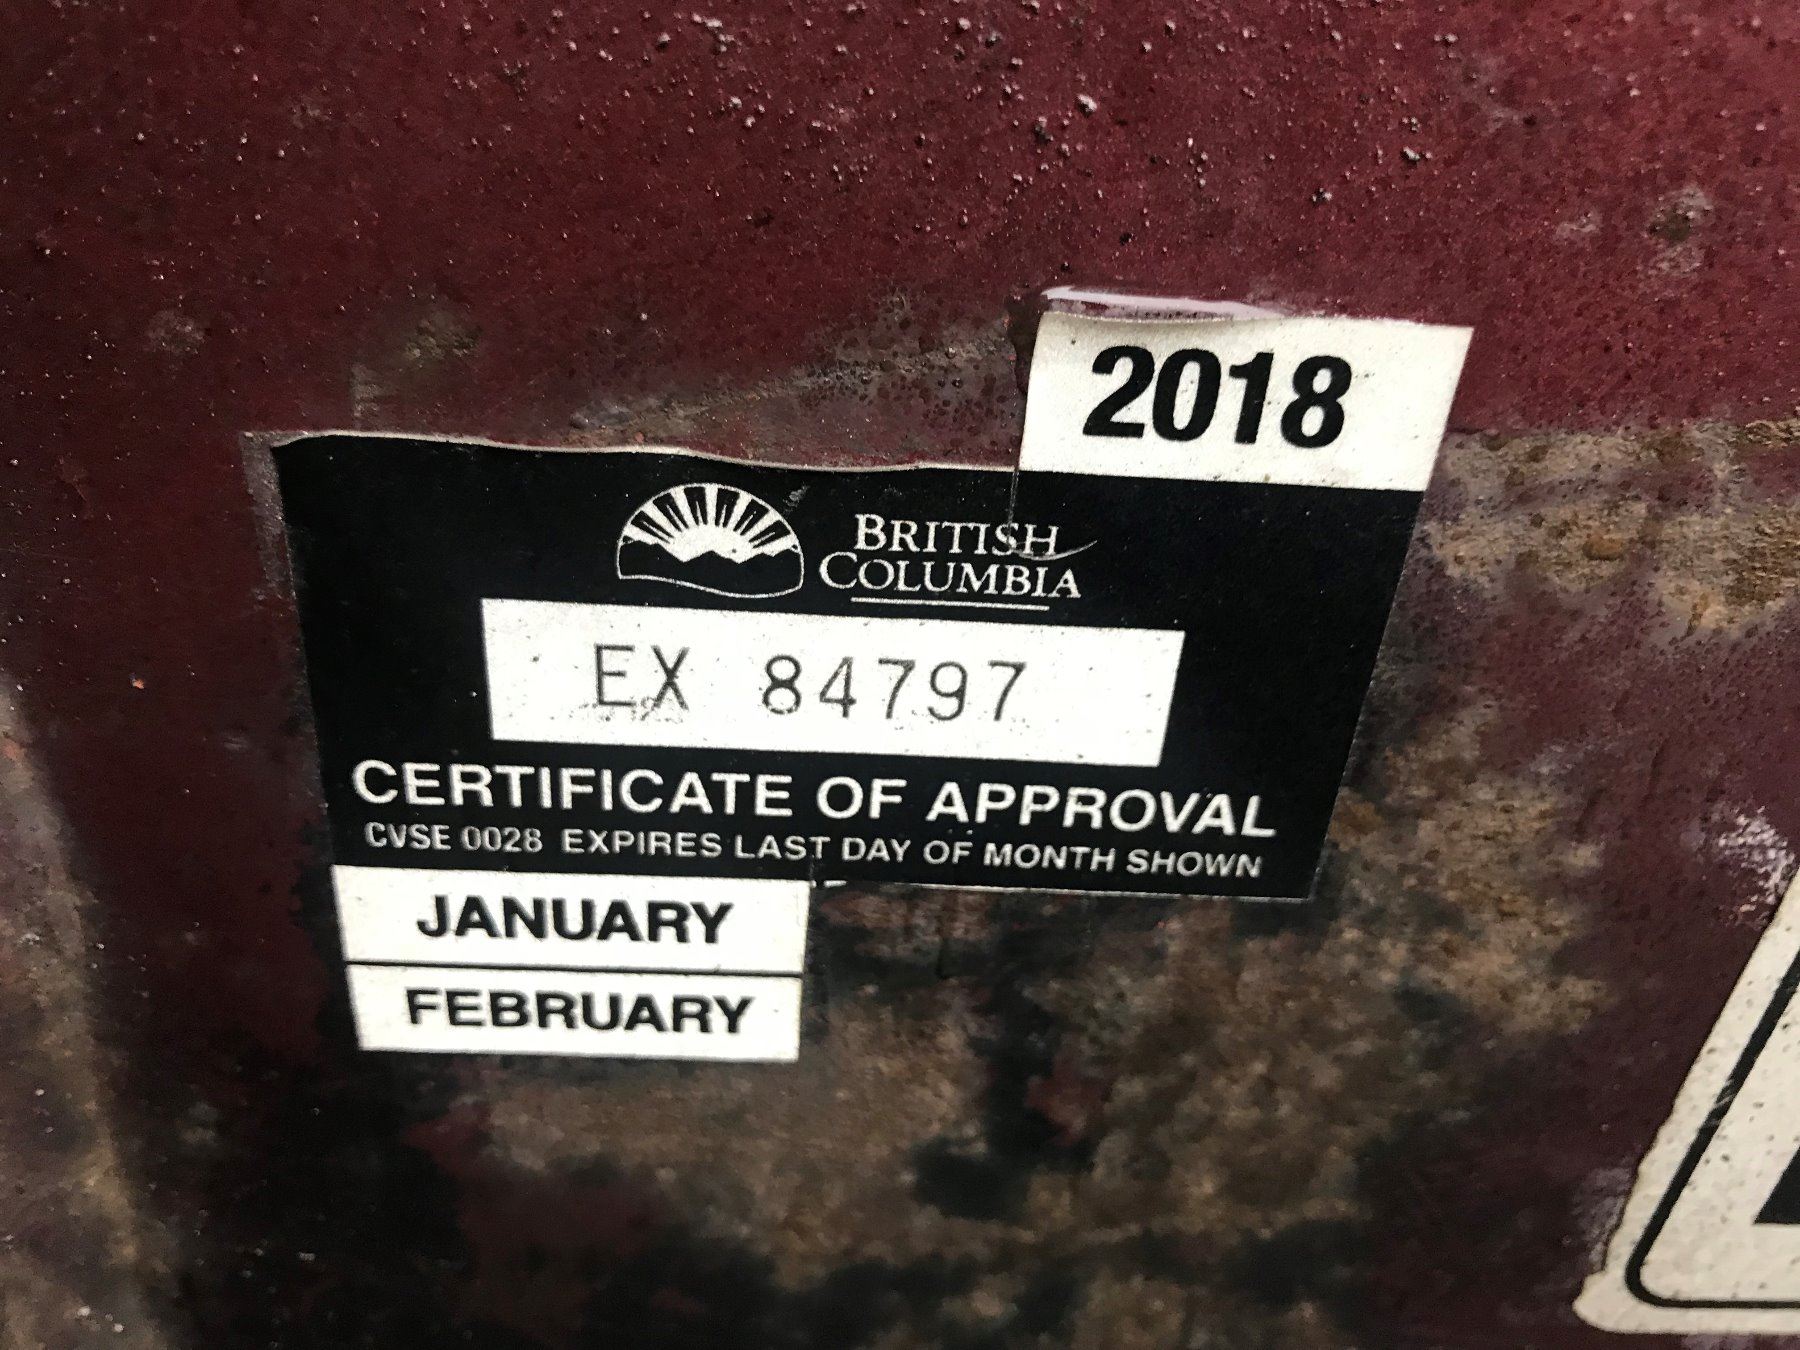 2018
BRITISH
COLUMBIA
EX 84797
CERTIFICATE OF APPROVAL
CVSE 0028 EXPIRES LAST DAY OF MONTH SHOWN
JANUARY
FEBRUARY